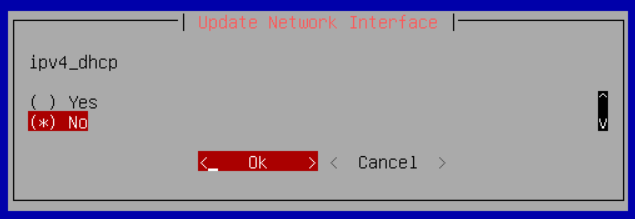 Update Network Interface
ipv4_dhcp
( ) Yes
(*) No
<  Ok  > <  Cancel  >